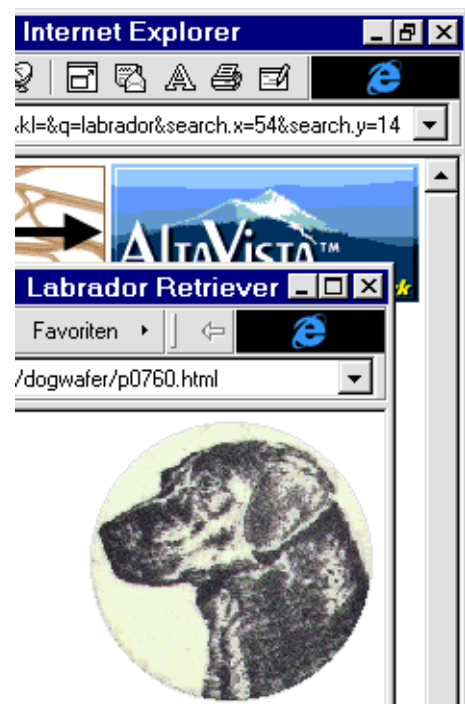 Internet Explorer
kl=&q=labrador&search.x=54&search.y=14
ALTAVISTA™
Labrador Retriever
Favoriten
/dogwafer/p0760.html